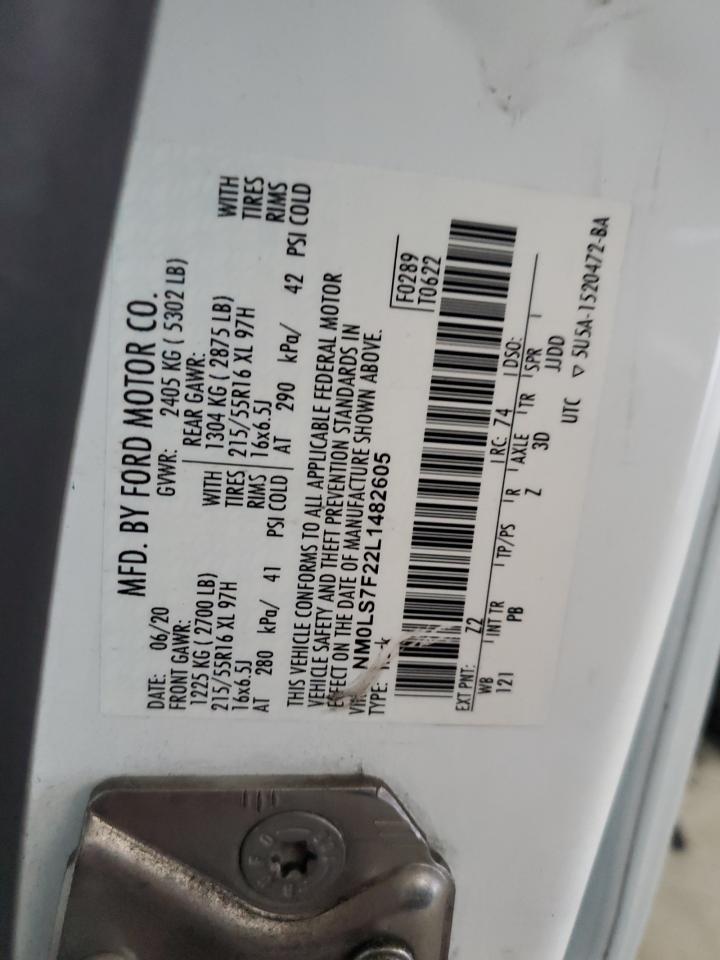 MFD. BY FORD MOTOR CO.
DATE: 06/20 GVWR: 2405 KG ( 5302 LB)
FRONT GAWR: REAR GAWR:
1225 KG ( 2700 LB) WITH 1304 KG ( 2875 LB) WITH
215/55R16 XL 97H TIRES 215/55R16 XL 97H TIRES
16x6.5J RIMS 16x6.5J RIMS
AT 280 kPa/ 41 PSI COLD AT 290 kPa/ 42 PSI COLD
THIS VEHICLE CONFORMS TO ALL APPLICABLE FEDERAL MOTOR
VEHICLE SAFETY AND THEFT PREVENTION STANDARDS IN
EFFECT ON THE DATE OF MANUFACTURE SHOWN ABOVE.
NM0LS7F22L1482605
TYPE: F0289
T0622
EXT PNT: Z2 RC: 74 DSO:
WB INT TR TP/PS R AXLE TR SPR
121 PB Z 3D JJDD
UTC ▽ 5U5A-1520472-BA